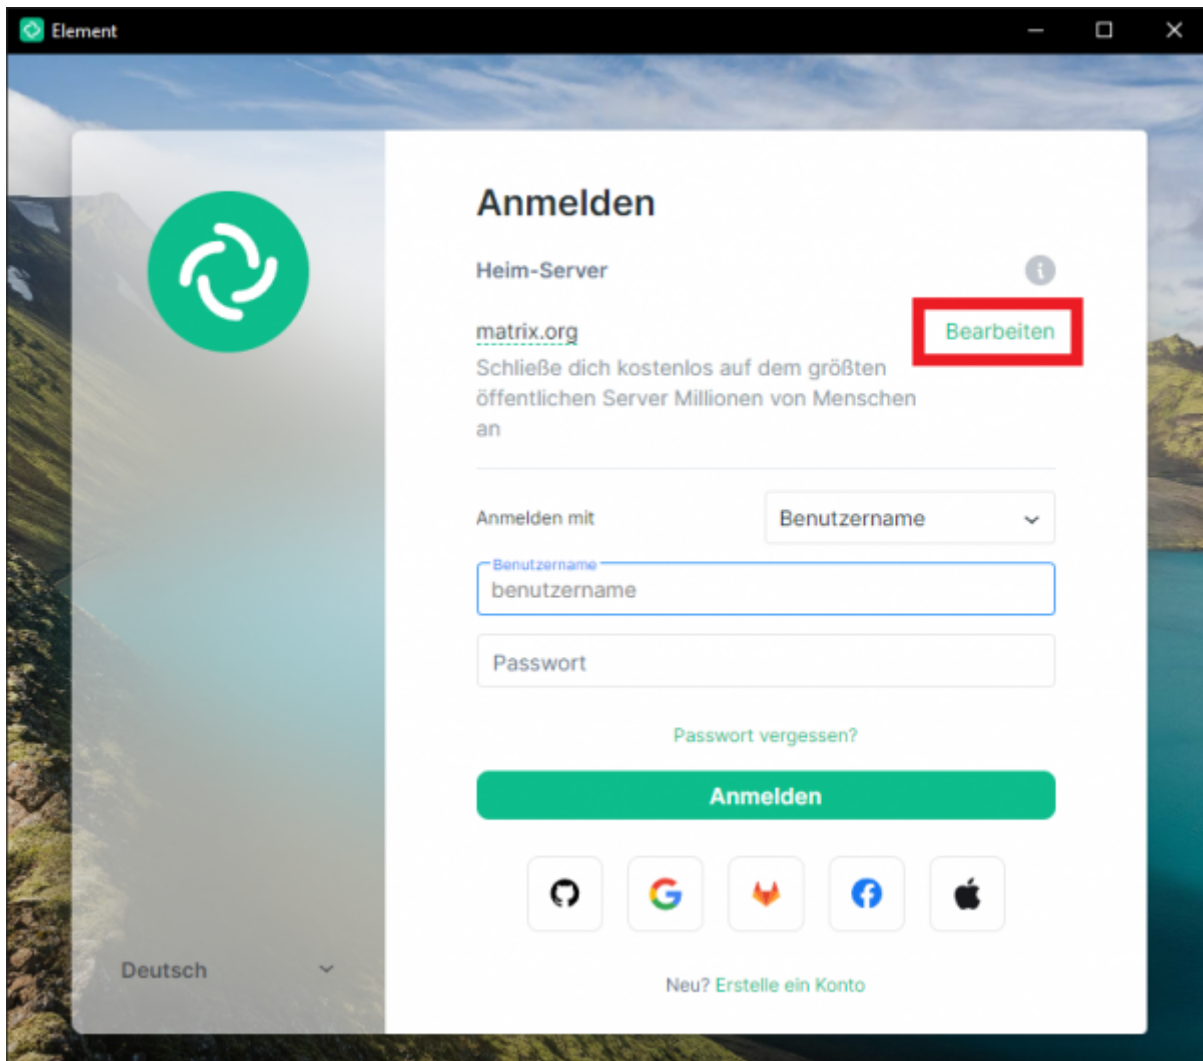 Element
Anmelden
Heim-Server
matrix.org
Bearbeiten
Schließe dich kostenlos auf dem größten
öffentlichen Server Millionen von Menschen
an
Anmelden mit
Benutzername
Benutzername
benutzername
Passwort
Passwort vergessen?
Anmelden
Deutsch
Neu? Erstelle ein Konto